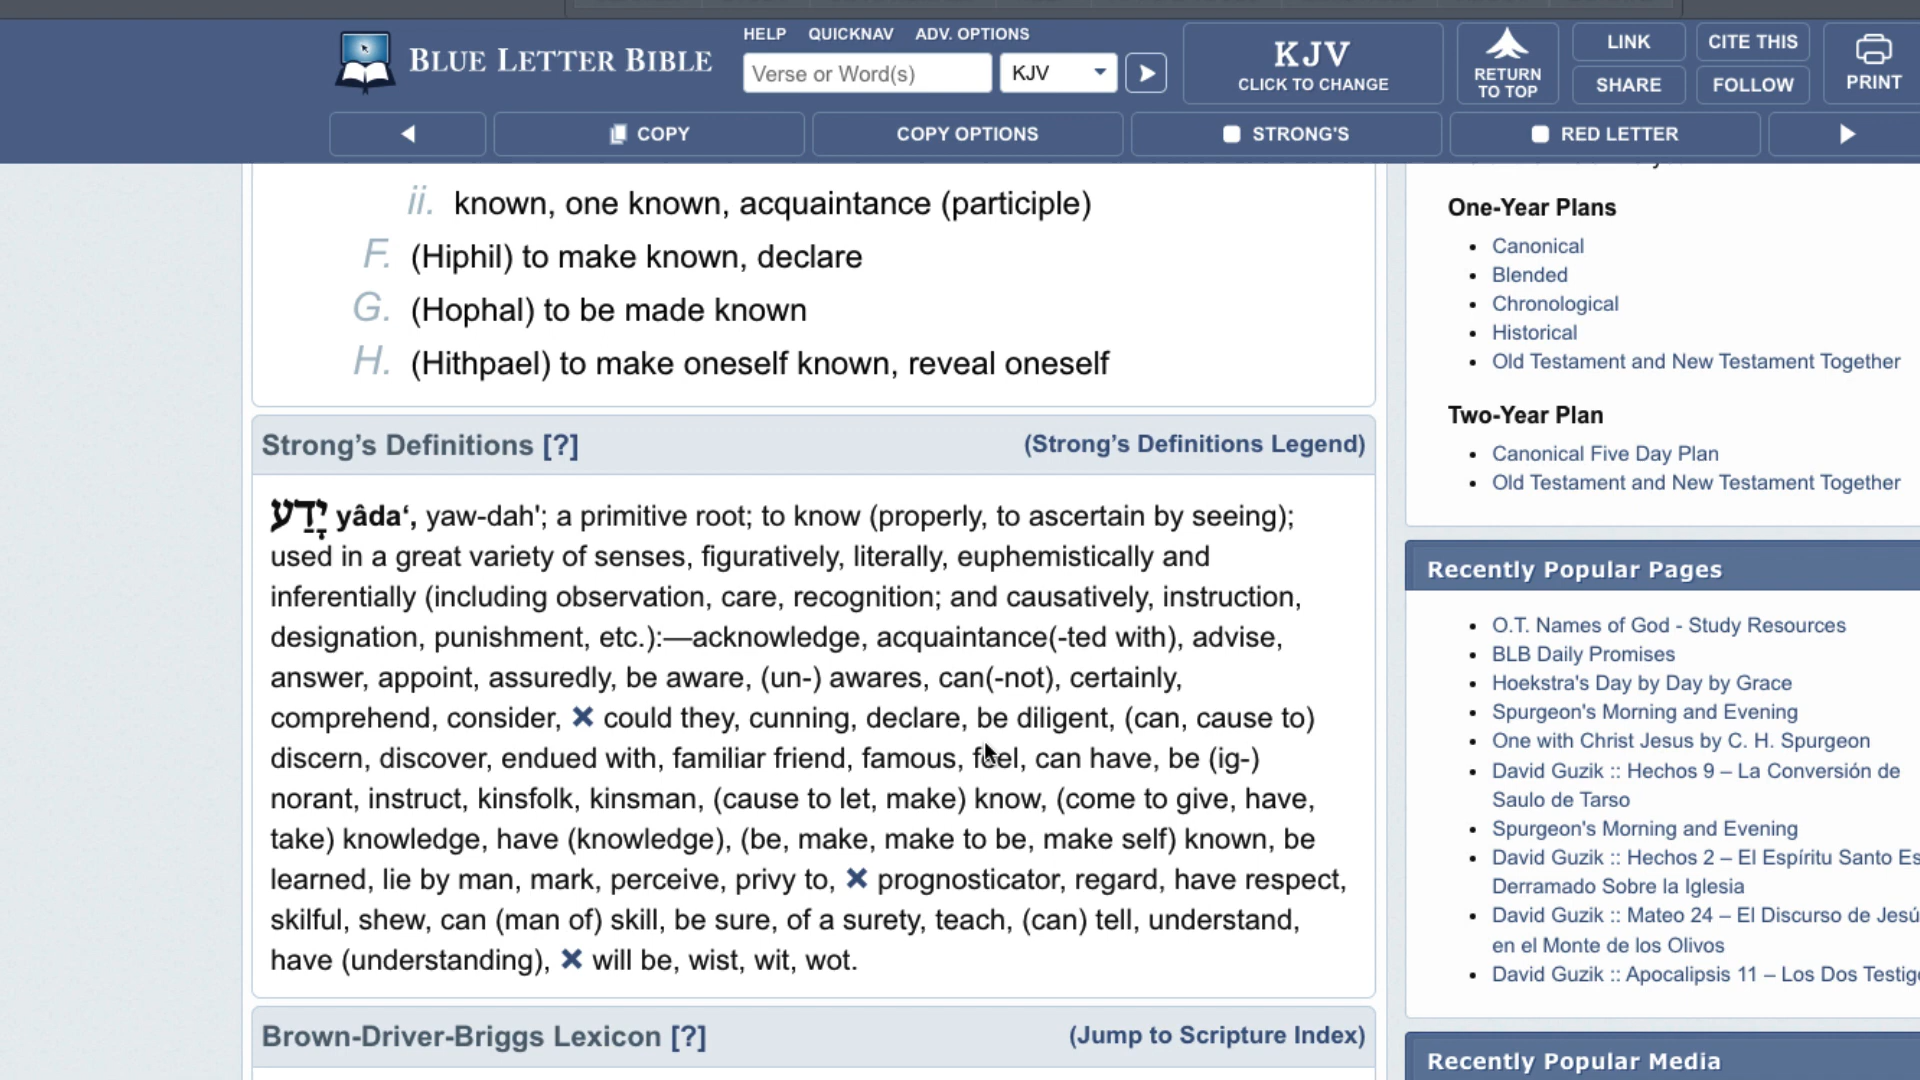 HELP QUICKNAV ADV. OPTIONS
BLUE LETTER BIBLE
Verse or Word(s)
KJV
KJV
CLICK TO CHANGE
RETURN
TO TOP
LINK
CITE THIS
SHARE
FOLLOW
PRINT
COPY
COPY OPTIONS
STRONG'S
RED LETTER
ii. known, one known, acquaintance (participle)
F. (Hiphil) to make known, declare
G. (Hophal) to be made known
H. (Hithpael) to make oneself known, reveal oneself
Strong’s Definitions [?]
(Strong’s Definitions Legend)
יָדַע yâdaʻ, yaw-dah'; a primitive root; to know (properly, to ascertain by seeing);
used in a great variety of senses, figuratively, literally, euphemistically and
inferentially (including observation, care, recognition; and causatively, instruction,
designation, punishment, etc.):—acknowledge, acquaintance(-ted with), advise,
answer, appoint, assuredly, be aware, (un-) awares, can(-not), certainly,
comprehend, consider, × could they, cunning, declare, be diligent, (can, cause to)
discern, discover, endued with, familiar friend, famous, feel, can have, be (ig-)
norant, instruct, kinsfolk, kinsman, (cause to let, make) know, (come to give, have,
take) knowledge, have (knowledge), (be, make, make to be, make self) known, be
learned, lie by man, mark, perceive, privy to, × prognosticator, regard, have respect,
skilful, shew, can (man of) skill, be sure, of a surety, teach, (can) tell, understand,
have (understanding), × will be, wist, wit, wot.
Brown-Driver-Briggs Lexicon [?]
(Jump to Scripture Index)
One-Year Plans
• Canonical
• Blended
• Chronological
• Historical
• Old Testament and New Testament Together
Two-Year Plan
• Canonical Five Day Plan
• Old Testament and New Testament Together
Recently Popular Pages
• O.T. Names of God - Study Resources
• BLB Daily Promises
• Hoekstra's Day by Day by Grace
• Spurgeon's Morning and Evening
• One with Christ Jesus by C. H. Spurgeon
• David Guzik :: Hechos 9 – La Conversión de
Saulo de Tarso
• Spurgeon's Morning and Evening
• David Guzik :: Hechos 2 – El Espíritu Santo Es
Derramado Sobre la Iglesia
• David Guzik :: Mateo 24 – El Discurso de Jesú
en el Monte de los Olivos
• David Guzik :: Apocalipsis 11 – Los Dos Testig
Recently Popular Media